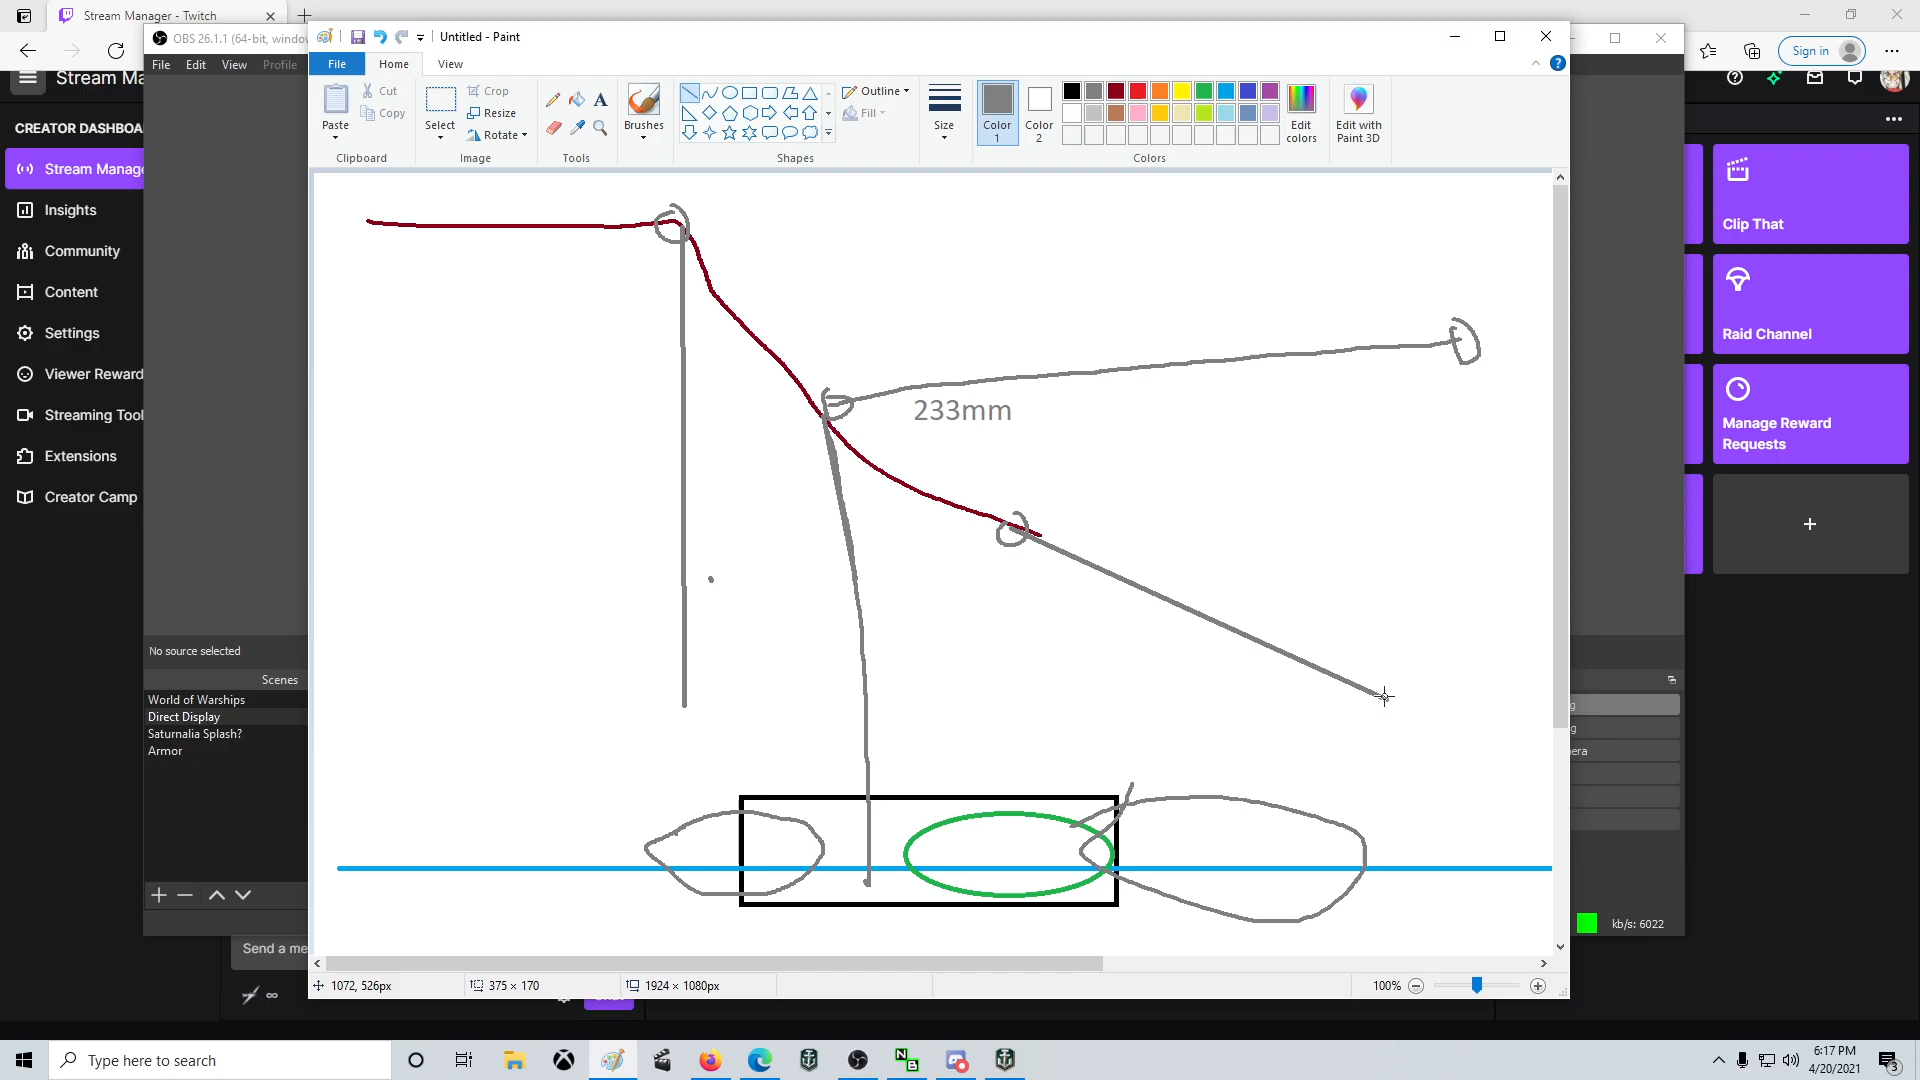 Stream Manager - Twitch
OBS 26.1.1 (64-bit, window
Untitled - Paint
Sign in
File Edit View Profile
File Home View
Stream Ma
Paste
Cut
Copy
Clipboard
Select
Crop
Resize
Rotate
Image
Tools
Brushes
Shapes
Outline
Fill
Size
Color 1
Color 2
Edit colors
Colors
Edit with Paint 3D
CREATOR DASHBOA
Stream Manage
Insights
Community
Content
Settings
Viewer Reward
Streaming Tool
Extensions
Creator Camp
Clip That
Raid Channel
Manage Reward
Requests
233mm
No source selected
Scenes
World of Warships
Direct Display
Saturnalia Splash?
Armor
g
g
era
kb/s: 6022
Send a me
1072, 526px
375 × 170
1924 × 1080px
100%
Type here to search
6:17 PM
4/20/2021
3